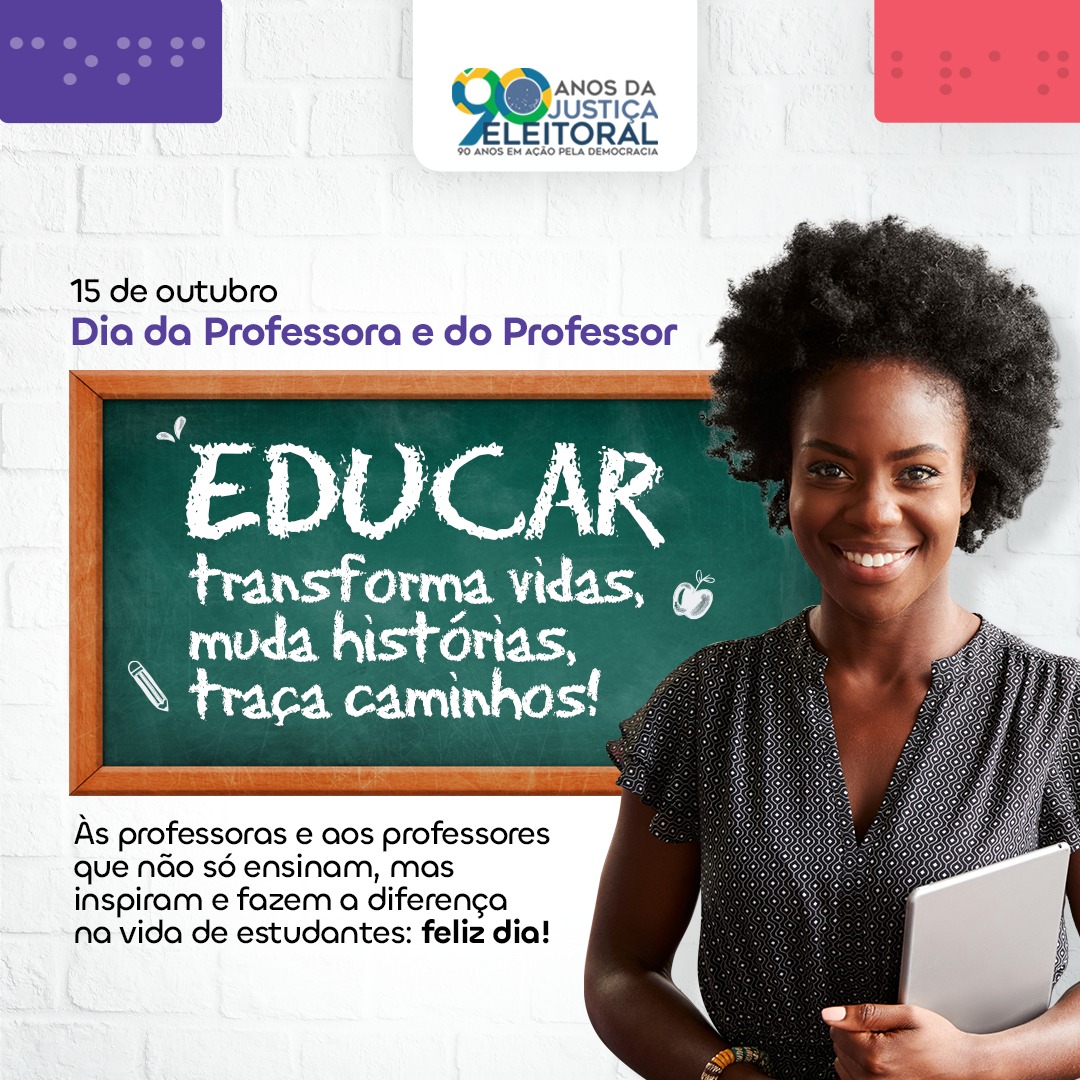 90 ANOS DA
JUSTIÇA
ELEITORAL
90 ANOS EM AÇÃO PELA DEMOCRACIA
15 de outubro
Dia da Professora e do Professor
EDUCAR
transforma vidas,
muda histórias,
traça caminhos!
Às professoras e aos professores
que não só ensinam, mas
inspiram e fazem a diferença
na vida de estudantes: feliz dia!